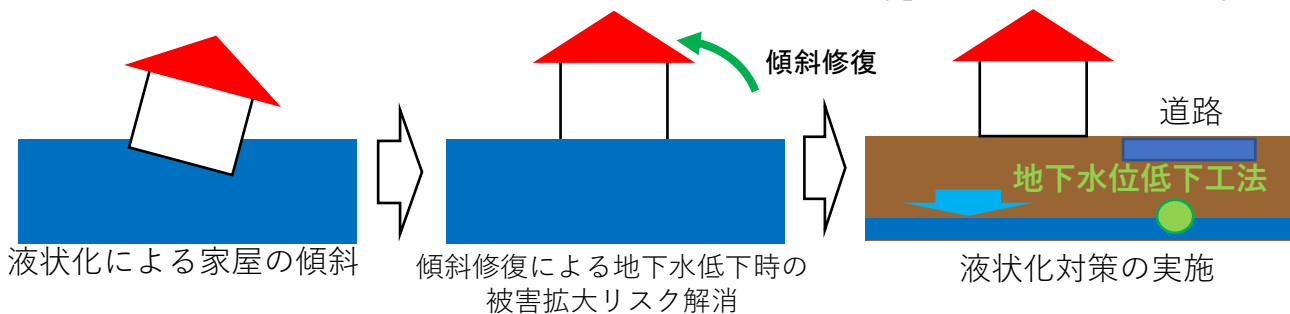 傾斜修復
道路
地下水位低下工法
液状化による家屋の傾斜
傾斜修復による地下水低下時の
被害拡大リスク解消
液状化対策の実施